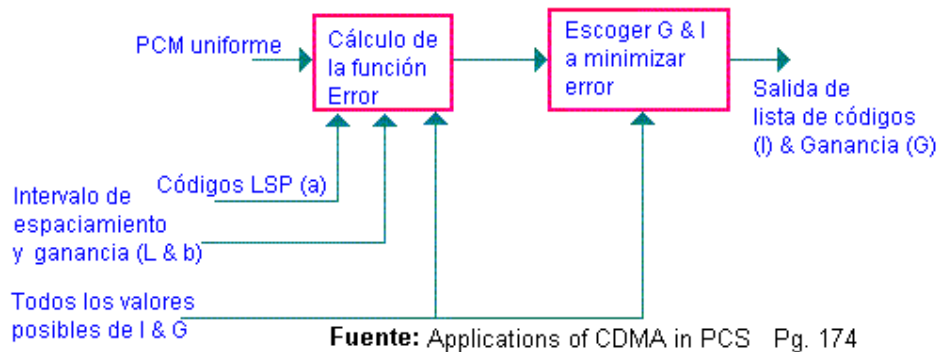 PCM uniforme
Cálculo de
la función
Error
Escoger G & I
a minimizar
error
Salida de
lista de códigos
(I) & Ganancia (G)
Códigos LSP (a)
Intervalo de
espaciamiento
y ganancia (L & b)
Todos los valores
posibles de I & G
Fuente: Applications of CDMA in PCS Pg. 174